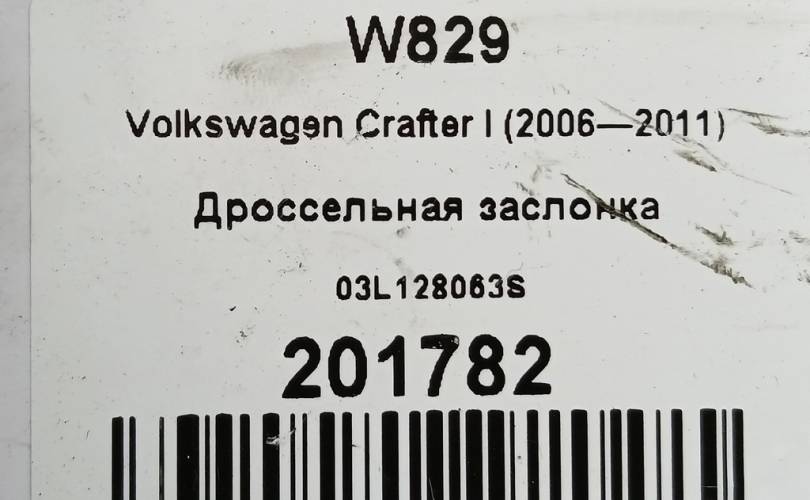 W829
Volkswagen Crafter I (2006—2011)
Дроссельная заслонка
03L128063S
201782